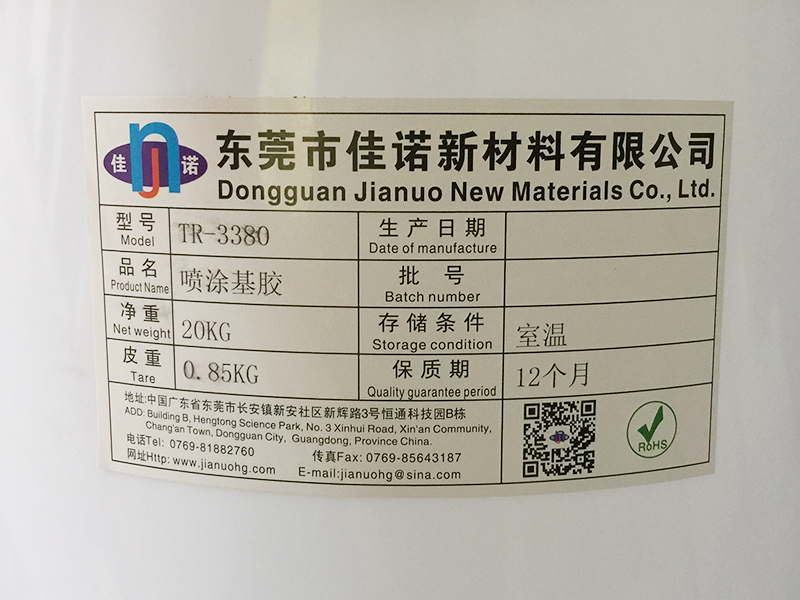 佳 nJ 诺
东莞市佳诺新材料有限公司
Dongguan Jianuo New Materials Co., Ltd.
型号 TR-3380 生产日期
Model Date of manufacture
品名 喷涂基胶 批 号
Product Name Batch number
净重 20KG 存储条件 室温
Net weight Storage condition
皮重 0.85KG 保质期 12个月
Tare Quality guarantee period
地址:中国广东省东莞市长安镇新安社区新辉路3号恒通科技园B栋
ADD: Building B, Hengtong Science Park, No. 3 Xinhui Road, Xin'an Community,
Chang'an Town, Dongguan City, Guangdong, Province China.
电话Tel: 0769-81882760 传真Fax: 0769-85643187
网址Http: www.jianuohg.com E-mail:jianuohg@sina.com
RoHS